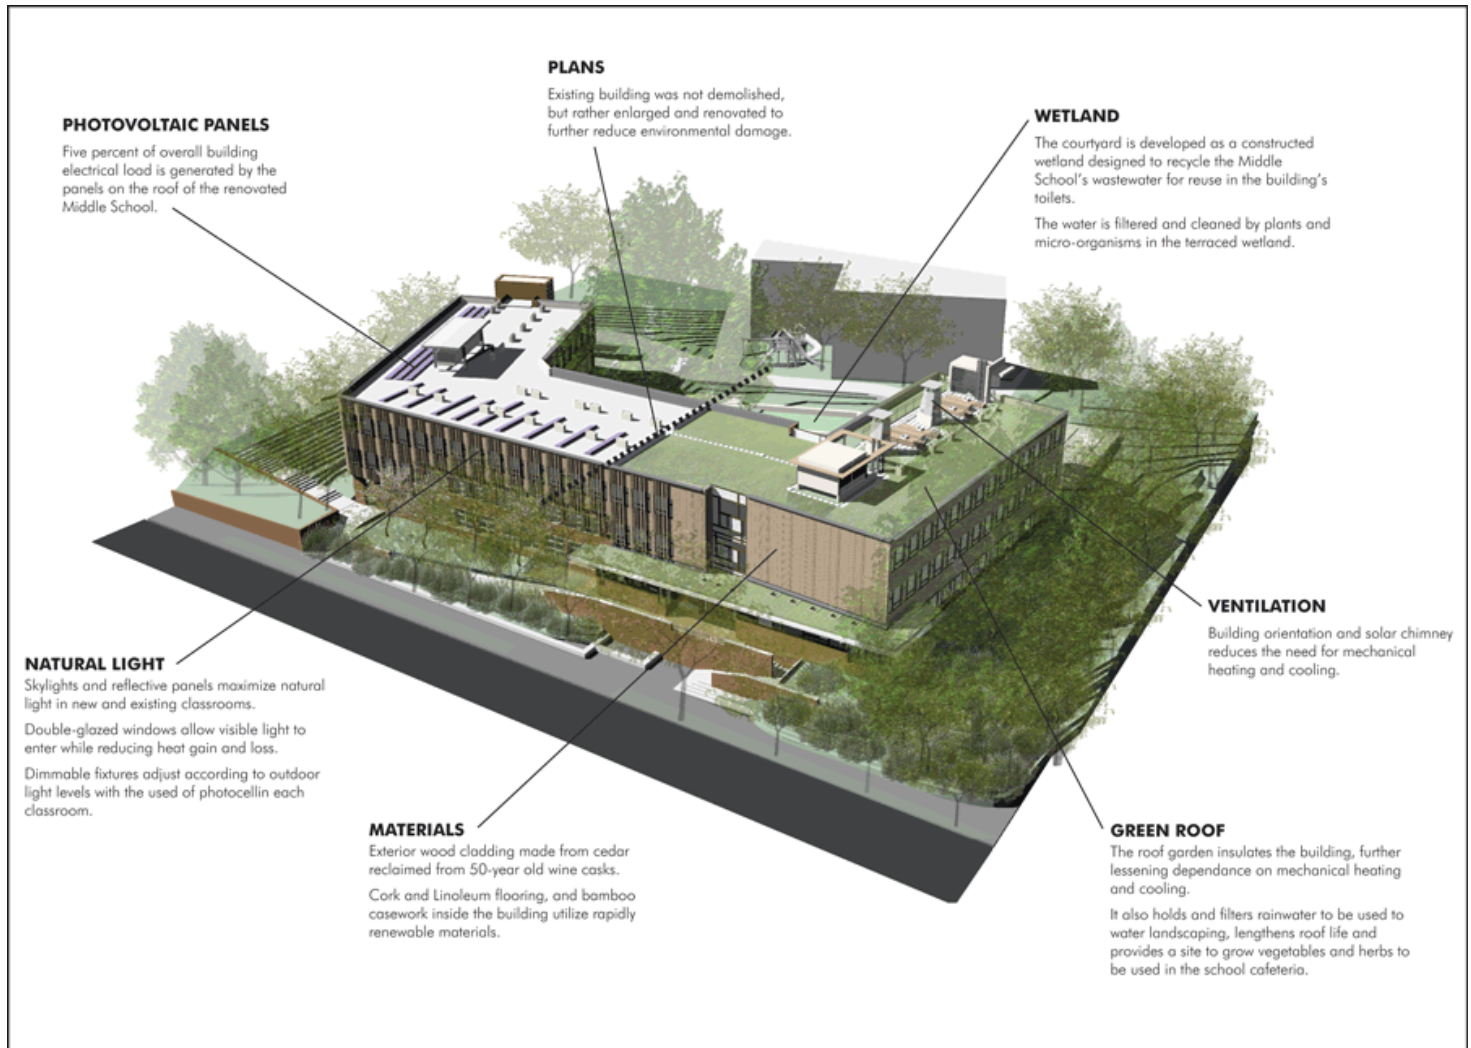 PLANS
Existing building was not demolished,
but rather enlarged and renovated to
further reduce environmental damage.
PHOTOVOLTAIC PANELS
Five percent of overall building
electrical load is generated by the
panels on the roof of the renovated
Middle School.
WETLAND
The courtyard is developed as a constructed
wetland designed to recycle the Middle
School's wastewater for reuse in the building's
toilets.
The water is filtered and cleaned by plants and
micro-organisms in the terraced wetland.
VENTILATION
Building orientation and solar chimney
reduces the need for mechanical
heating and cooling.
NATURAL LIGHT
Skylights and reflective panels maximize natural
light in new and existing classrooms.
Double-glazed windows allow visible light to
enter while reducing heat gain and loss.
Dimmable fixtures adjust according to outdoor
light levels with the used of photocellin each
classroom.
MATERIALS
Exterior wood cladding made from cedar
reclaimed from 50-year old wine casks.
Cork and Linoleum flooring, and bamboo
casework inside the building utilize rapidly
renewable materials.
GREEN ROOF
The roof garden insulates the building, further
lessening dependance on mechanical heating
and cooling.
It also holds and filters rainwater to be used to
water landscaping, lengthens roof life and
provides a site to grow vegetables and herbs to
be used in the school cafeteria.